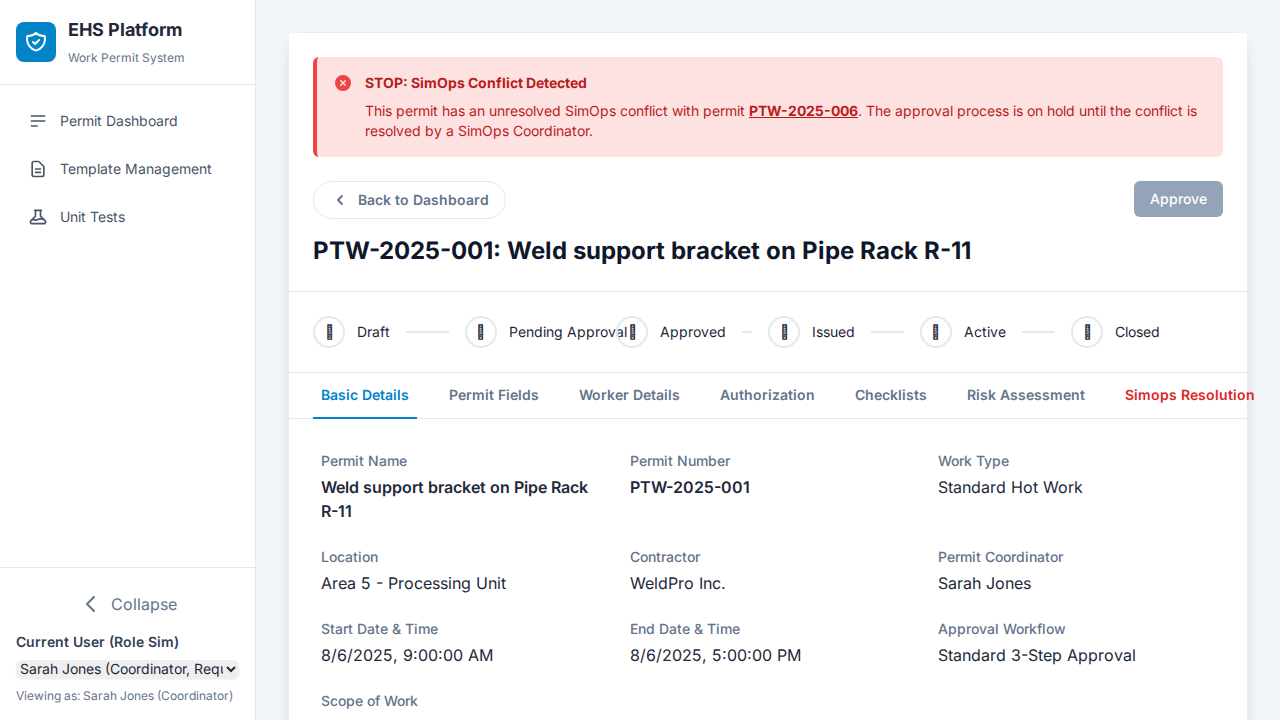 EHS Platform
Work Permit System
Permit Dashboard
Template Management
Unit Tests
Collapse
Current User (Role Sim)
Sarah Jones (Coordinator, Requ
Viewing as: Sarah Jones (Coordinator)
STOP: SimOps Conflict Detected
This permit has an unresolved SimOps conflict with permit PTW-2025-006. The approval process is on hold until the conflict is
resolved by a SimOps Coordinator.
Back to Dashboard
Approve
PTW-2025-001: Weld support bracket on Pipe Rack R-11
Draft
Pending Approval
Approved
Issued
Active
Closed
Basic Details
Permit Fields
Worker Details
Authorization
Checklists
Risk Assessment
Simops Resolution
Permit Name
Weld support bracket on Pipe Rack
R-11
Permit Number
PTW-2025-001
Work Type
Standard Hot Work
Location
Area 5 - Processing Unit
Contractor
WeldPro Inc.
Permit Coordinator
Sarah Jones
Start Date & Time
8/6/2025, 9:00:00 AM
End Date & Time
8/6/2025, 5:00:00 PM
Approval Workflow
Standard 3-Step Approval
Scope of Work